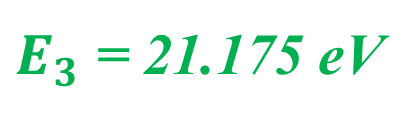 E₃ = 21.175 eV